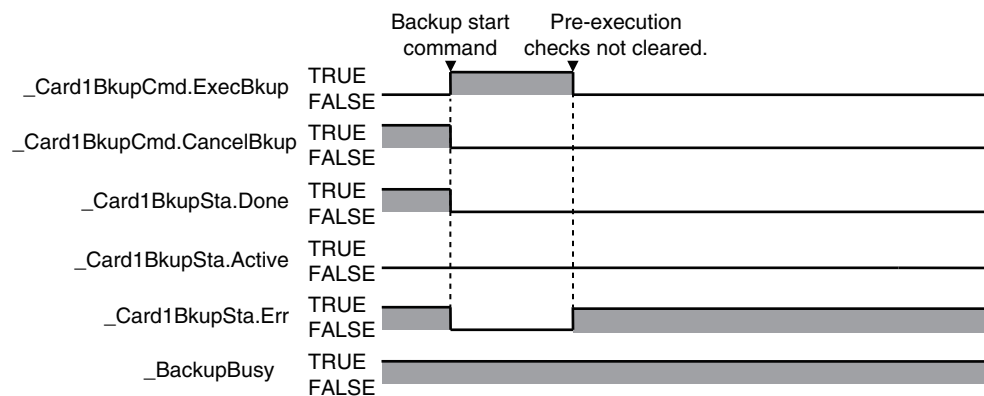 Backup start command
Pre-execution checks not cleared.
_Card1BkupCmd.ExecBkup
TRUE
FALSE
_Card1BkupCmd.CancelBkup
TRUE
FALSE
_Card1BkupSta.Done
TRUE
FALSE
_Card1BkupSta.Active
TRUE
FALSE
_Card1BkupSta.Err
TRUE
FALSE
_BackupBusy
TRUE
FALSE